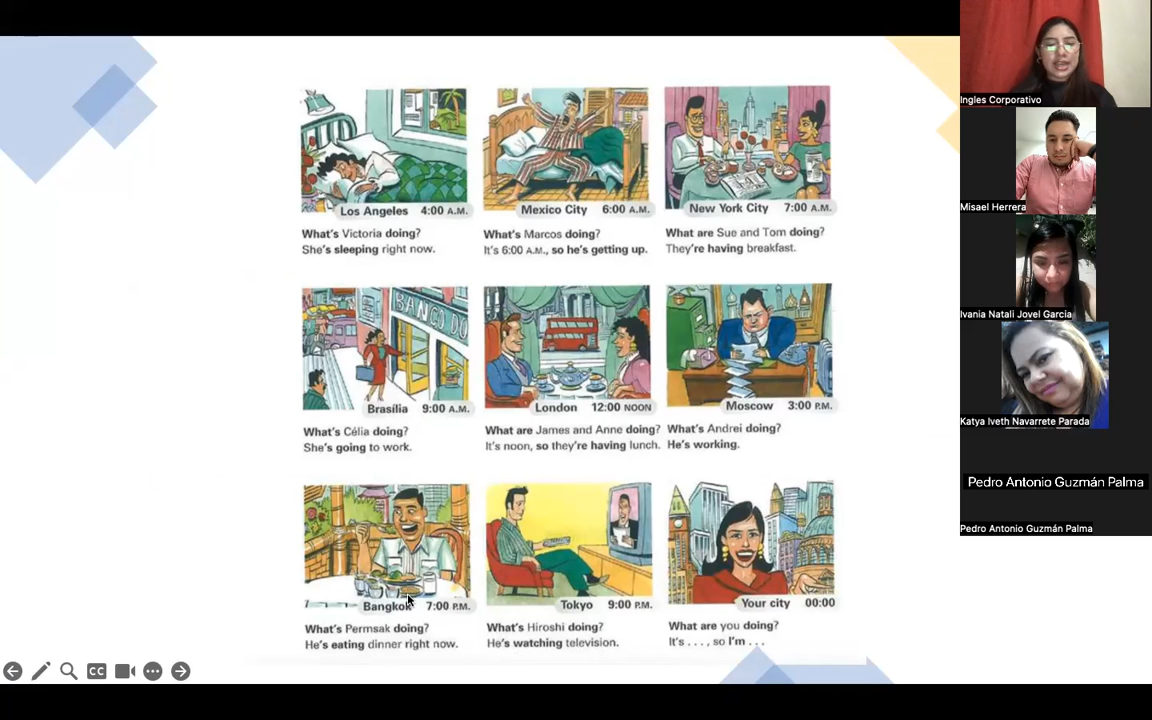 Los Angeles 4:00 A.M.
What's Victoria doing?
She's sleeping right now.
Mexico City 6:00 A.M.
What's Marcos doing?
It's 6:00 A.M., so he's getting up.
New York City 7:00 A.M.
What are Sue and Tom doing?
They're having breakfast.
BANCO DO
Brasília 9:00 A.M.
What's Célia doing?
She's going to work.
London 12:00 NOON
What are James and Anne doing?
It's noon, so they're having lunch.
Moscow 3:00 P.M.
What's Andrei doing?
He's working.
Bangkok 7:00 P.M.
What's Permsak doing?
He's eating dinner right now.
Tokyo 9:00 P.M.
What's Hiroshi doing?
He's watching television.
Your city 00:00
What are you doing?
It's . . . , so I'm . . .
CC
Ingles Corporativo
Misael Herrera
Ivania Natali Jovel Garcia
Katya Iveth Navarrete Parada
Pedro Antonio Guzmán Palma
Pedro Antonio Guzmán Palma